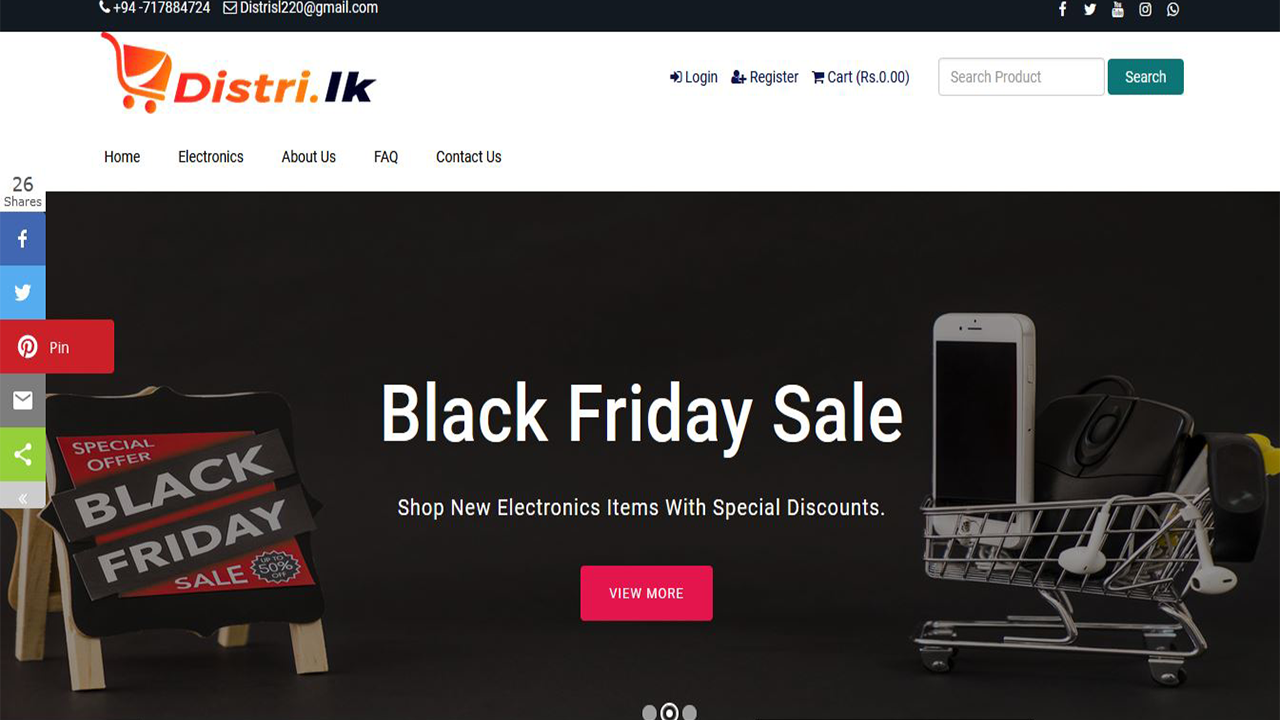 +94 -717884724 Distrisl220@gmail.com
Distri.lk
Login Register Cart (Rs.0.00) Search Product Search
Home Electronics About Us FAQ Contact Us
26
Shares
Pin
Black Friday Sale
Shop New Electronics Items With Special Discounts.
VIEW MORE
SPECIAL
OFFER
BLACK
FRIDAY
SALE
UP TO
50%
OFF